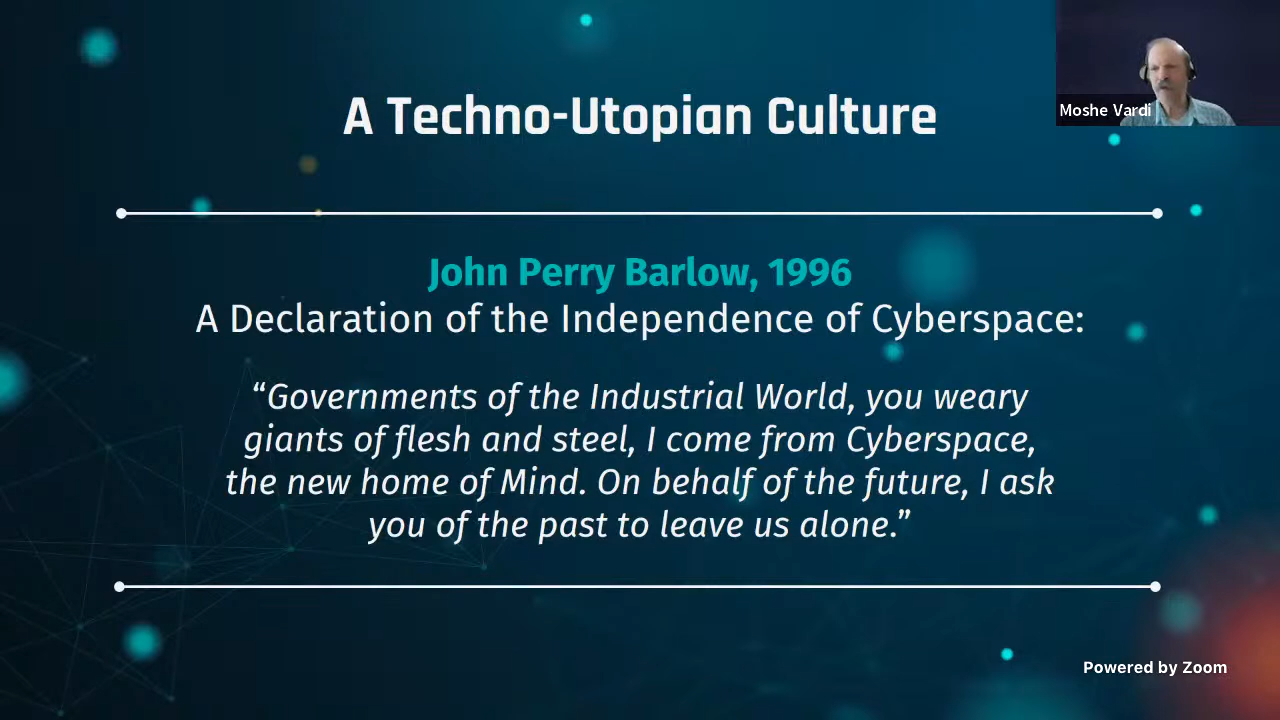 A Techno-Utopian Culture
Moshe Vardi
John Perry Barlow, 1996
A Declaration of the Independence of Cyberspace:
“Governments of the Industrial World, you weary
giants of flesh and steel, I come from Cyberspace,
the new home of Mind. On behalf of the future, I ask
you of the past to leave us alone.”
Powered by Zoom